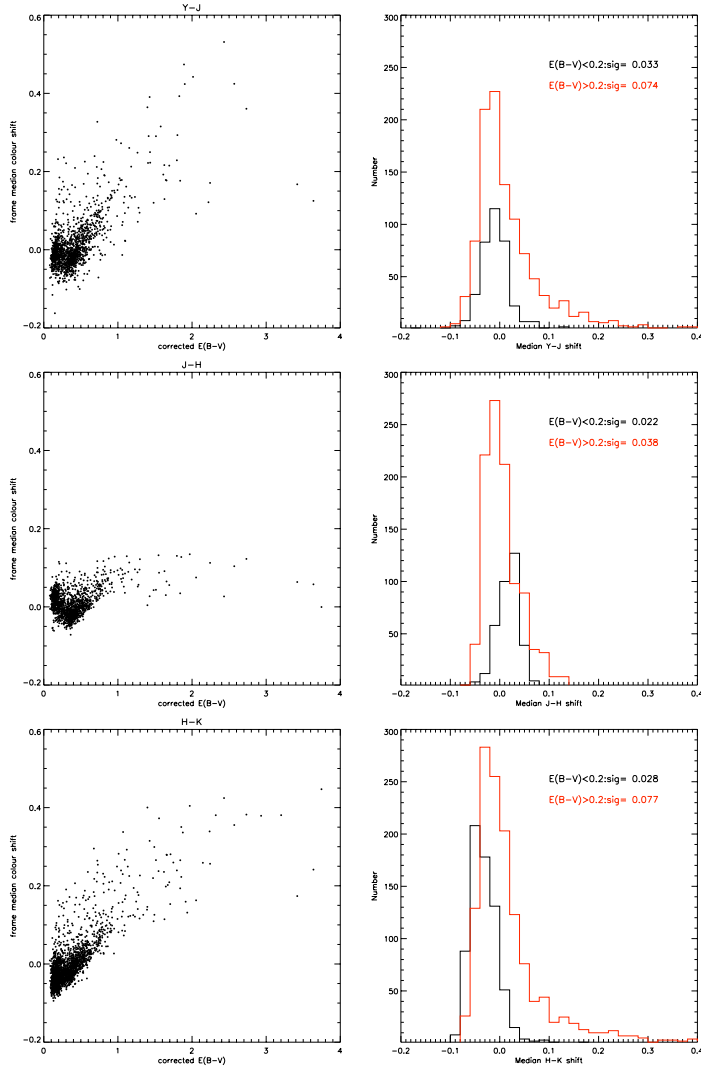 Y-J
0.6
0.4
0.2
0.0
-0.2
frame median colour shift
0 1 2 3 4
corrected E(B-V)
300
250
200
150
100
50
Number
E(B-V)<0.2:sig= 0.033
E(B-V)>0.2:sig= 0.074
-0.2 -0.1 0.0 0.1 0.2 0.3 0.4
Median Y-J shift
J-H
0.6
0.4
0.2
0.0
-0.2
frame median colour shift
0 1 2 3 4
corrected E(B-V)
300
250
200
150
100
50
Number
E(B-V)<0.2:sig= 0.022
E(B-V)>0.2:sig= 0.038
-0.2 -0.1 0.0 0.1 0.2 0.3 0.4
Median J-H shift
H-K
0.6
0.4
0.2
0.0
-0.2
frame median colour shift
0 1 2 3 4
corrected E(B-V)
300
250
200
150
100
50
Number
E(B-V)<0.2:sig= 0.028
E(B-V)>0.2:sig= 0.077
-0.2 -0.1 0.0 0.1 0.2 0.3 0.4
Median H-K shift